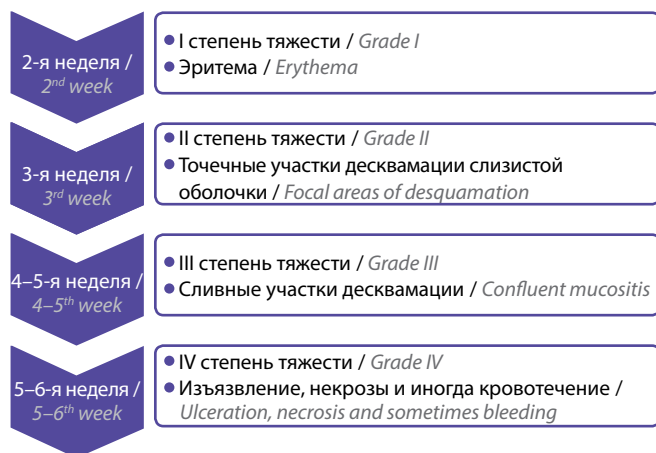 2-я неделя /
2nd week
● I степень тяжести / Grade I
● Эритема / Erythema
3-я неделя /
3rd week
● II степень тяжести / Grade II
● Точечные участки десквамации слизистой
оболочки / Focal areas of desquamation
4–5-я неделя /
4–5th week
● III степень тяжести / Grade III
● Сливные участки десквамации / Confluent mucositis
5–6-я неделя /
5–6th week
● IV степень тяжести / Grade IV
● Изъязвление, некрозы и иногда кровотечение /
Ulceration, necrosis and sometimes bleeding